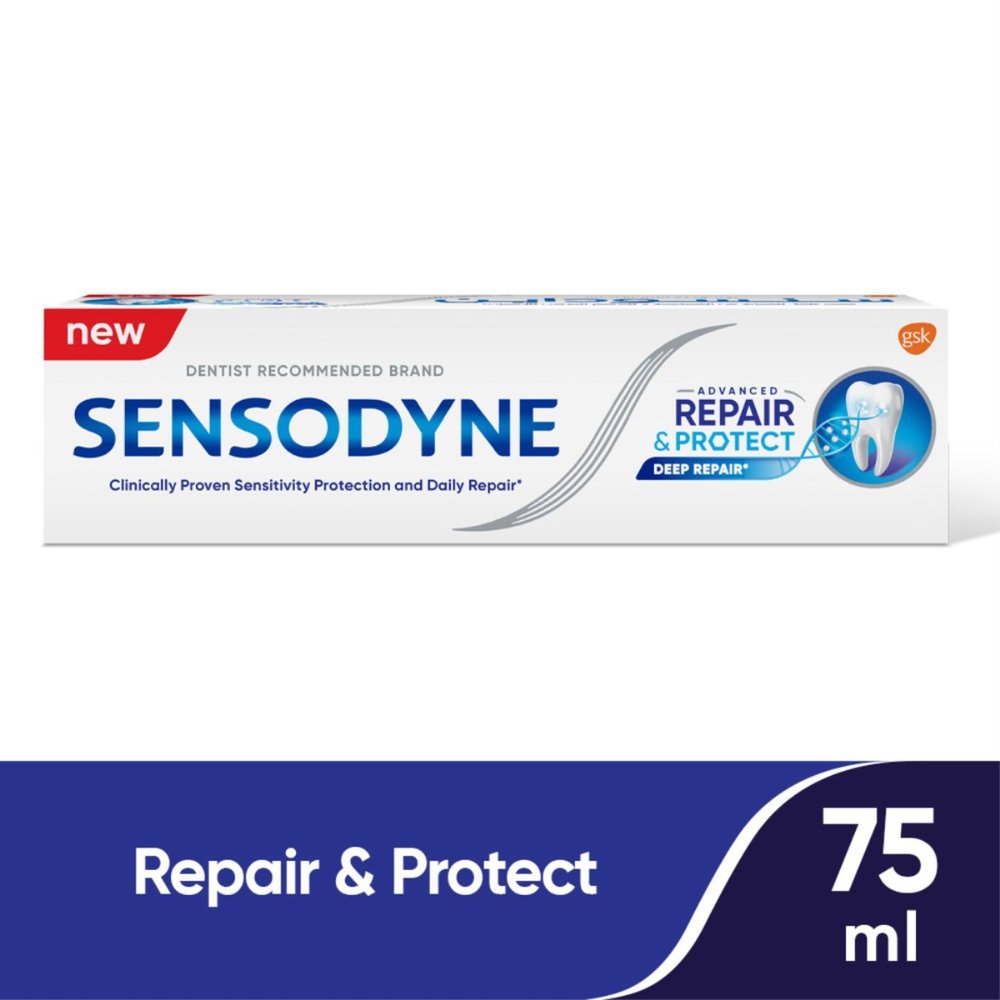 new
gsk
DENTIST RECOMMENDED BRAND
SENSODYNE
Clinically Proven Sensitivity Protection and Daily Repair*
ADVANCED
REPAIR
& PROTECT
DEEP REPAIR*
Repair & Protect
75
ml